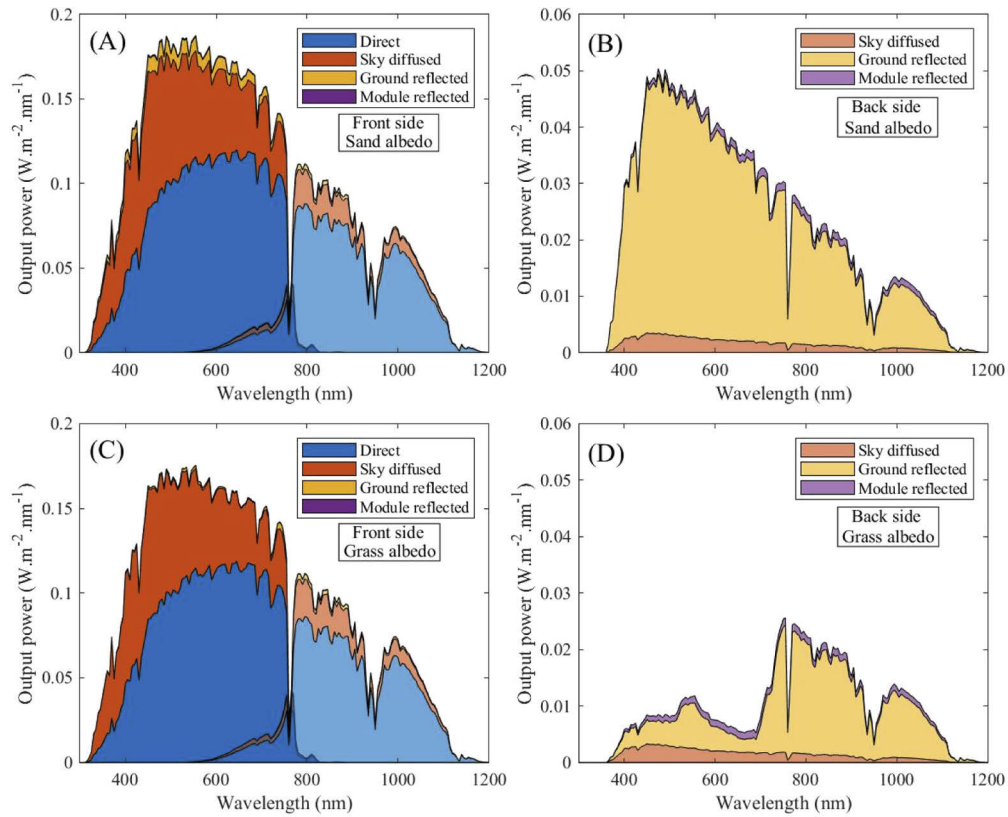 (A)
0.2
0.15
0.1
0.05
0
Output power (W.m-2.nm-1)
400 600 800 1000 1200
Wavelength (nm)
Direct
Sky diffused
Ground reflected
Module reflected
Front side
Sand albedo
(B)
0.06
0.05
0.04
0.03
0.02
0.01
0
Output power (W.m-2.nm-1)
400 600 800 1000 1200
Wavelength (nm)
Sky diffused
Ground reflected
Module reflected
Back side
Sand albedo
(C)
0.2
0.15
0.1
0.05
0
Output power (W.m-2.nm-1)
400 600 800 1000 1200
Wavelength (nm)
Direct
Sky diffused
Ground reflected
Module reflected
Front side
Grass albedo
(D)
0.06
0.05
0.04
0.03
0.02
0.01
0
Output power (W.m-2.nm-1)
400 600 800 1000 1200
Wavelength (nm)
Sky diffused
Ground reflected
Module reflected
Back side
Grass albedo